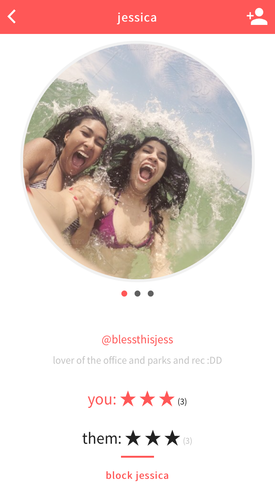 jessica
@blessthisjess
lover of the office and parks and rec :DD
you: ★★★ (3)
them: ★★★ (3)
block jessica